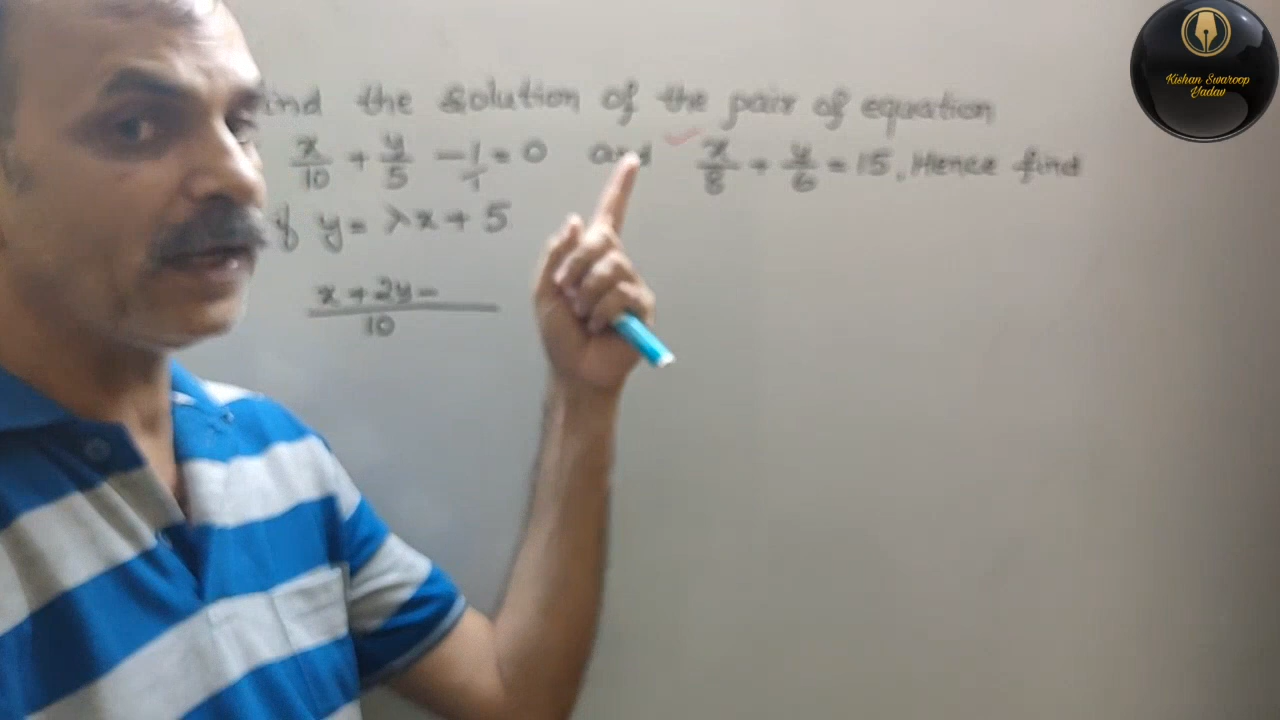 ind the solution of the pair of equation
x/10 + y/5 - 1/1 = 0 and x/8 + y/6 = 15, Hence find
if y = λx + 5
x + 2y -
10
Kishan Swaroop
Yadav